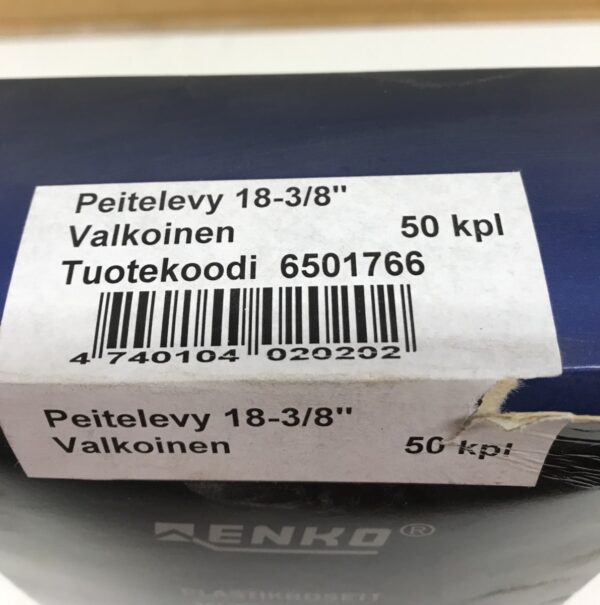 Peitelevy 18-3/8"
Valkoinen 50 kpl
Tuotekoodi 6501766
4 740104 020202
Peitelevy 18-3/8"
Valkoinen 50 kpl
ENKO®
PLASTIKROSETT